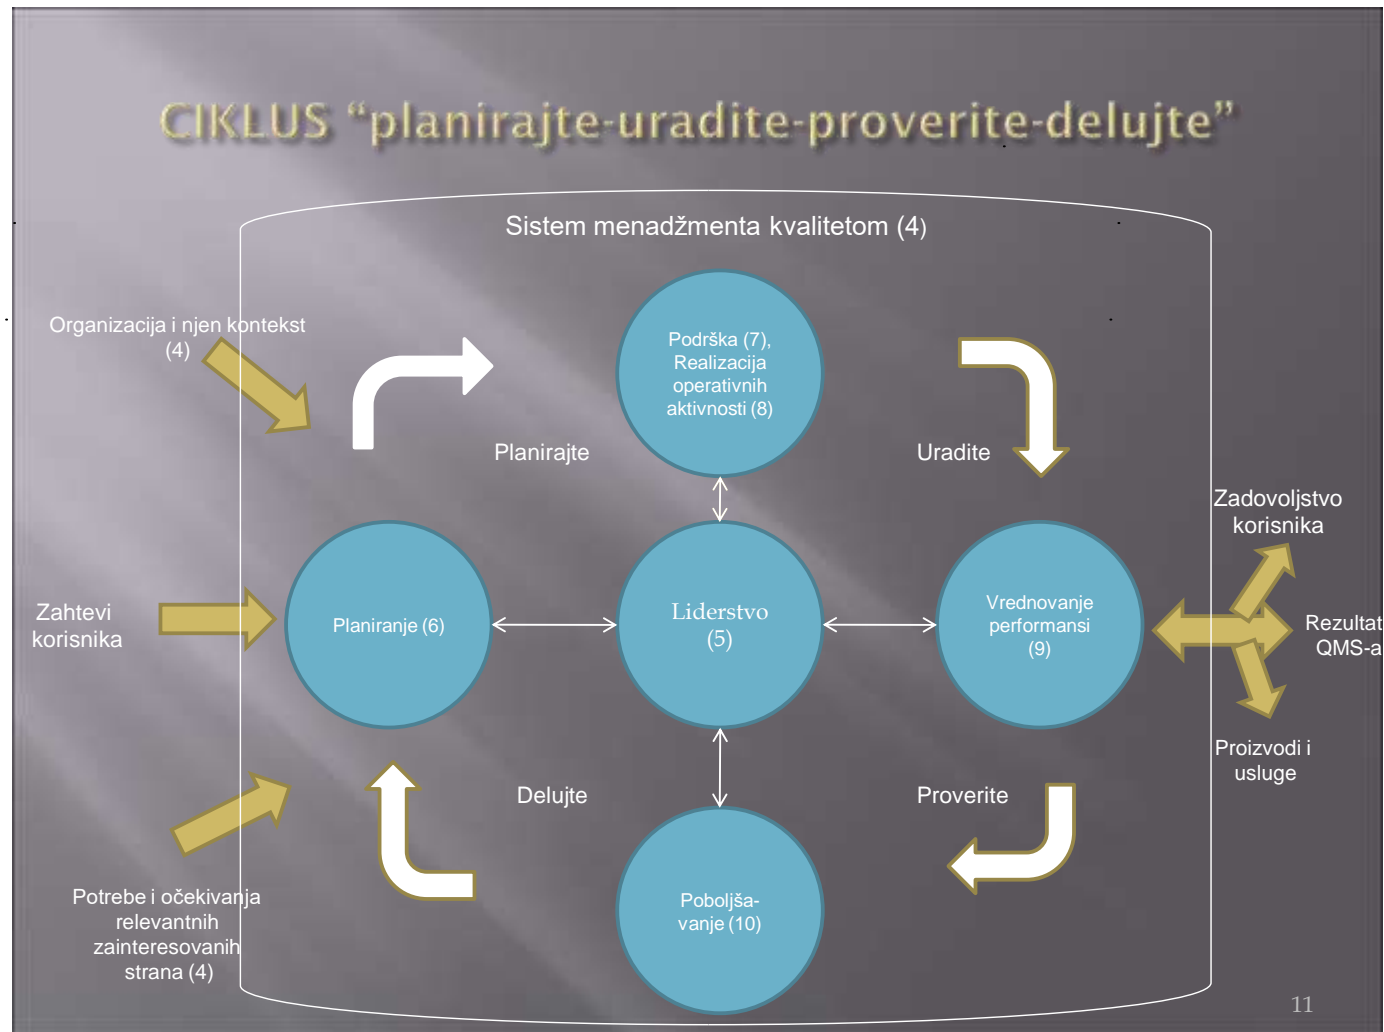 CIKLUS “planirajte-uradite-proverite-delujte”
Sistem menadžmenta kvalitetom (4)
Organizacija i njen kontekst
(4)
Podrška (7),
Realizacija
operativnih
aktivnosti (8)
Planirajte
Uradite
Zadovoljstvo
korisnika
Zahtevi
korisnika
Planiranje (6)
Liderstvo
(5)
Vrednovanje
performansi
(9)
Rezultat
QMS-a
Proizvodi i
usluge
Delujte
Proverite
Potrebe i očekivanja
relevantnih
zainteresovanih
strana (4)
Poboljša-
vanje (10)
11